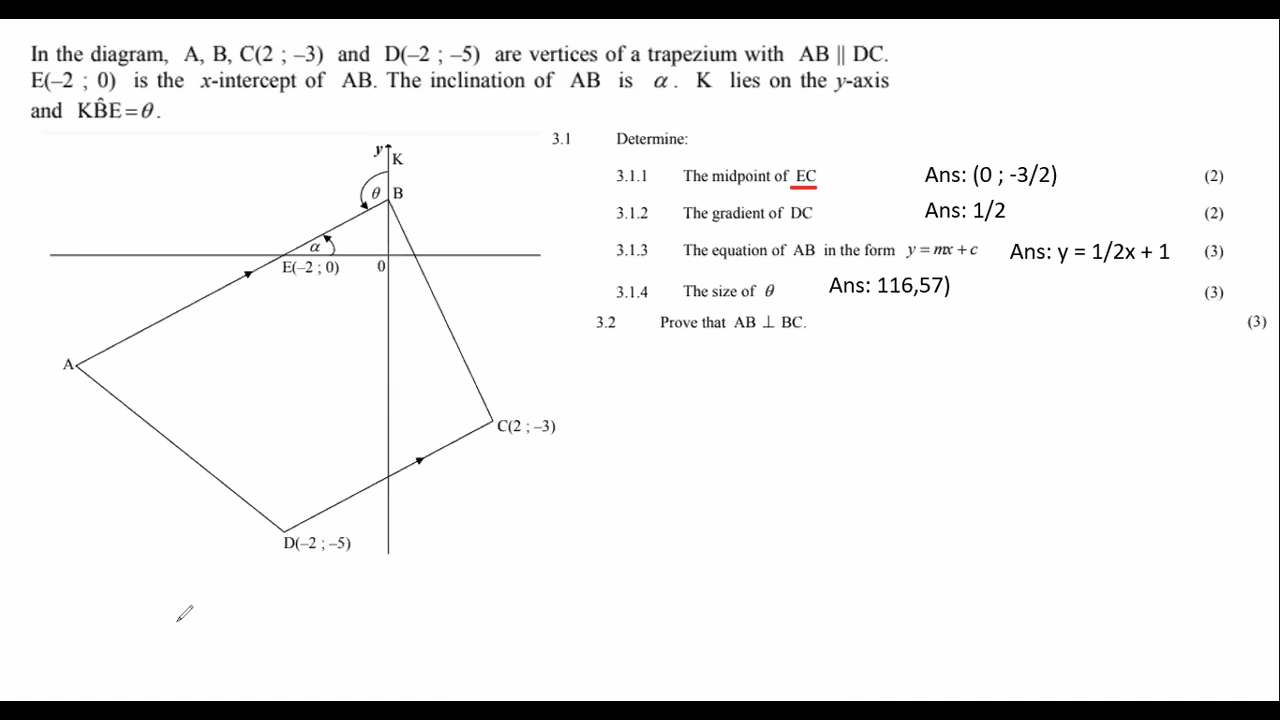 In the diagram, A, B, C(2 ; –3) and D(–2 ; –5) are vertices of a trapezium with AB || DC.
E(–2 ; 0) is the x-intercept of AB. The inclination of AB is α. K lies on the y-axis
and KB̂E = θ.
y
K
θ
B
α
E(–2 ; 0)
0
A
C(2 ; –3)
D(–2 ; –5)
3.1 Determine:
3.1.1 The midpoint of EC Ans: (0 ; -3/2) (2)
3.1.2 The gradient of DC Ans: 1/2 (2)
3.1.3 The equation of AB in the form y = mx + c Ans: y = 1/2x + 1 (3)
3.1.4 The size of θ Ans: 116,57) (3)
3.2 Prove that AB ⊥ BC. (3)